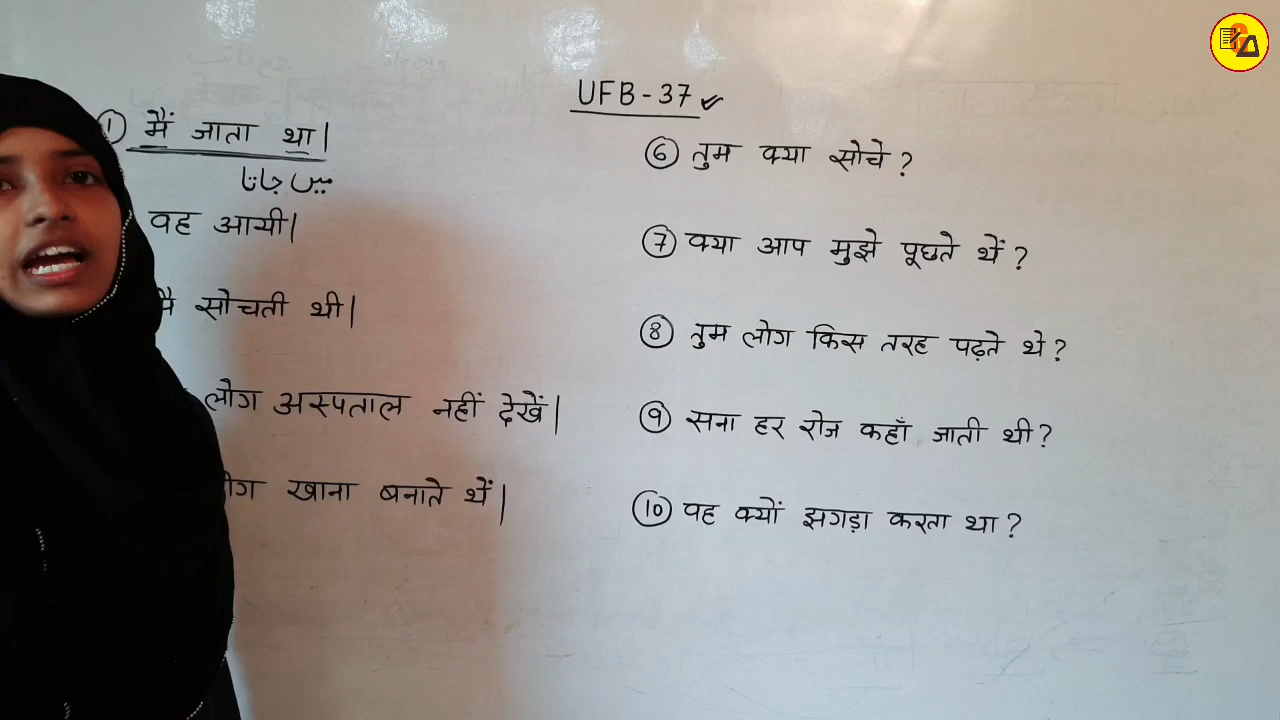 UFB-37
① मैं जाता था|
میں جاتا
वह आयी|
मै सोचती थी|
लोग अस्पताल नहीं देखें|
खाना बनाते थें|
⑥ तुम क्या सोचे?
⑦ क्या आप मुझे पूछते थें?
⑧ तुम लोग किस तरह पढ़ते थे?
⑨ सना हर रोज कहाँ जाती थी?
⑩ वह क्यों झगड़ा करता था?